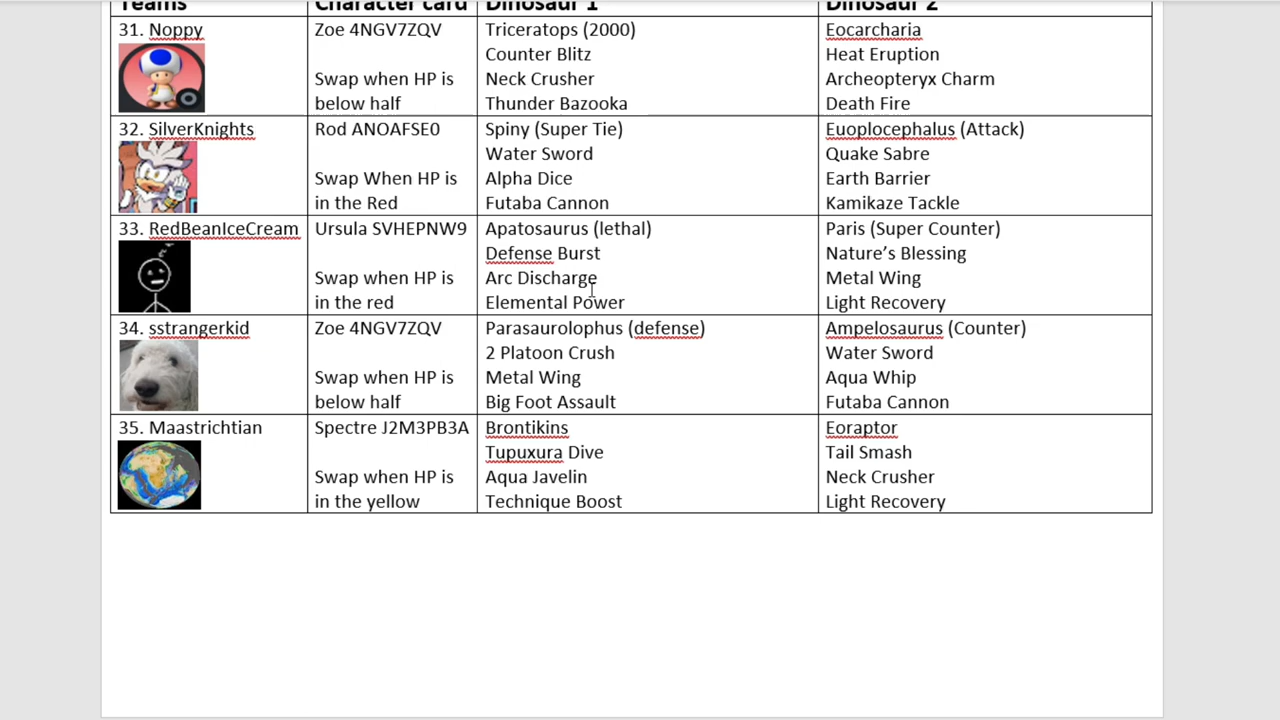 Teams Character card Dinosaur 1 Dinosaur 2
31. Noppy Zoe 4NGV7ZQV Triceratops (2000) Eocarcharia
Counter Blitz Heat Eruption
Swap when HP is Neck Crusher Archeopteryx Charm
below half Thunder Bazooka Death Fire
32. SilverKnights Rod ANOAFSE0 Spiny (Super Tie) Euoplocephalus (Attack)
Water Sword Quake Sabre
Swap When HP is Alpha Dice Earth Barrier
in the Red Futaba Cannon Kamikaze Tackle
33. RedBeanIceCream Ursula SVHEPNW9 Apatosaurus (lethal) Paris (Super Counter)
Defense Burst Nature’s Blessing
Swap when HP is Arc Discharge Metal Wing
in the red Elemental Power Light Recovery
34. sstrangerkid Zoe 4NGV7ZQV Parasaurolophus (defense) Ampelosaurus (Counter)
2 Platoon Crush Water Sword
Swap when HP is Metal Wing Aqua Whip
below half Big Foot Assault Futaba Cannon
35. Maastrichtian Spectre J2M3PB3A Brontikins Eoraptor
Tupuxura Dive Tail Smash
Swap when HP is Aqua Javelin Neck Crusher
in the yellow Technique Boost Light Recovery